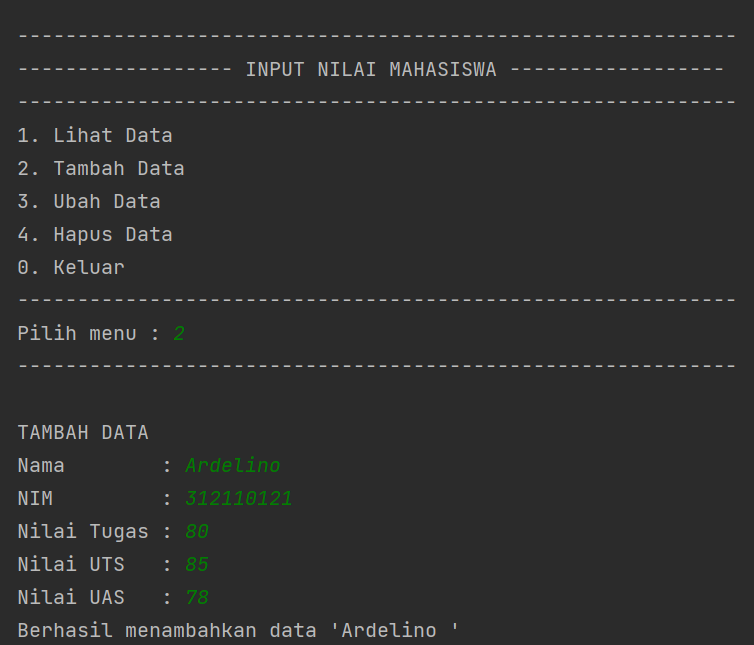 ------------------------------------------------------------
------------------ INPUT NILAI MAHASISWA ------------------
------------------------------------------------------------
1. Lihat Data
2. Tambah Data
3. Ubah Data
4. Hapus Data
0. Keluar
------------------------------------------------------------
Pilih menu : 2
------------------------------------------------------------
TAMBAH DATA
Nama        : Ardelino
NIM         : 312110121
Nilai Tugas : 80
Nilai UTS   : 85
Nilai UAS   : 78
Berhasil menambahkan data 'Ardelino '